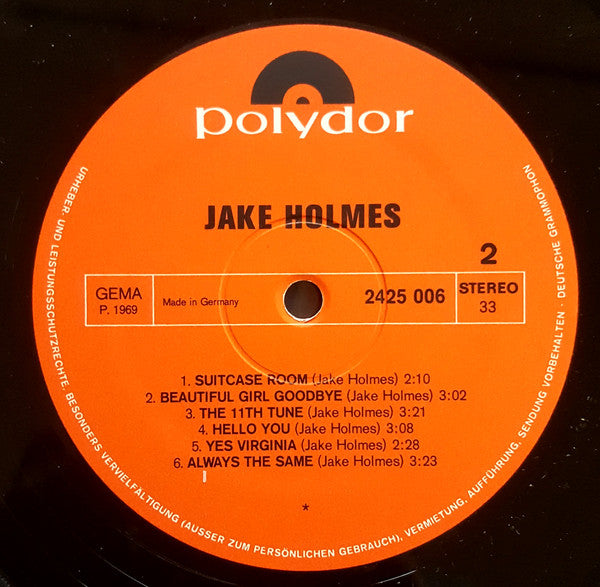 polydor
JAKE HOLMES
2
GEMA
P. 1969
Made in Germany
2425 006
STEREO
33
1. SUITCASE ROOM (Jake Holmes) 2:10
2. BEAUTIFUL GIRL GOODBYE (Jake Holmes) 3:02
3. THE 11TH TUNE (Jake Holmes) 3:21
4. HELLO YOU (Jake Holmes) 3:08
5. YES VIRGINIA (Jake Holmes) 2:28
6. ALWAYS THE SAME (Jake Holmes) 3:23
*
URHEBER- UND LEISTUNGSSCHUTZRECHTE, BESONDERS VERVIELFÄLTIGUNG (AUSSER ZUM PERSÖNLICHEN GEBRAUCH), VERMIETUNG, AUFFÜHRUNG, SENDUNG VORBEHALTEN · DEUTSCHE GRAMMOPHON